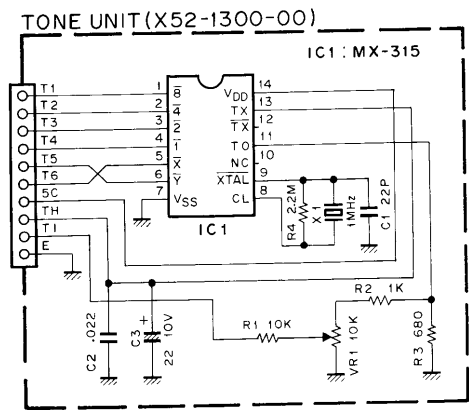 TONE UNIT (X52-1300-00)
IC1 : MX-315
T1 1 8 VDD 14
T2 2 4 TX 13
T3 3 2 TX 12
T4 4 1 TO 11
T5 5 X NC 10
T6 6 Y XTAL 9
5C 7 VSS CL 8
TH
TI
E
IC1
R4 2.2M
X1
1MHz
C1 22P
C2 .022
C3 + 10V
22
R1 10K
R2 1K
VR1 10K
R3 680